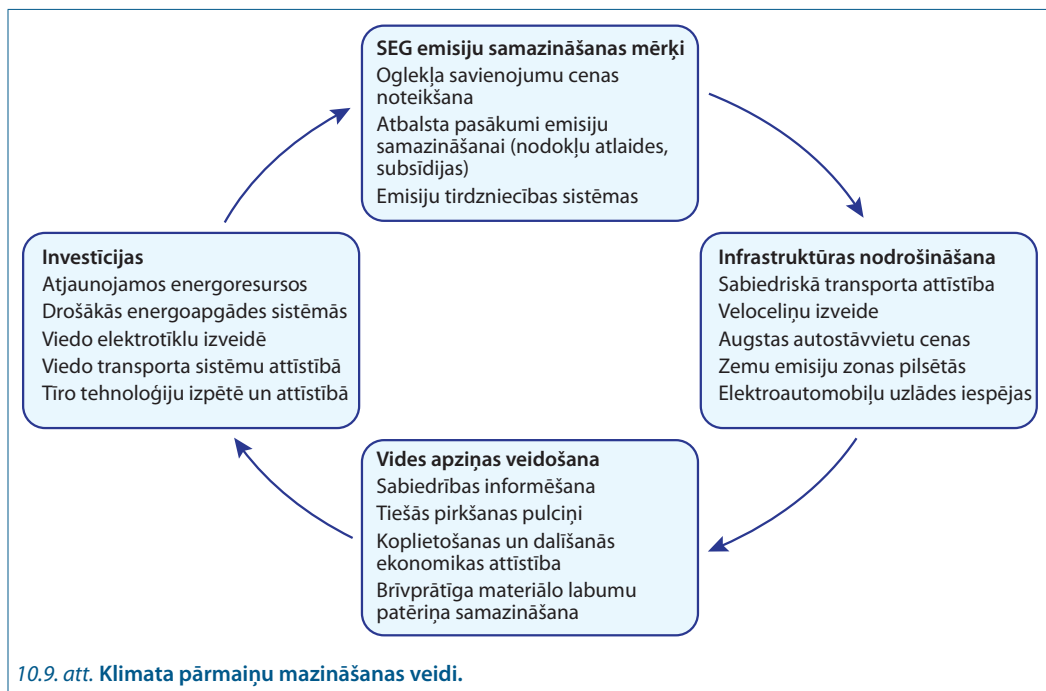 SEG emisiju samazināšanas mērķi
Oglekļa savienojumu cenas
noteikšana
Atbalsta pasākumi emisiju
samazināšanai (nodokļu atlaides,
subsīdijas)
Emisiju tirdzniecības sistēmas
Investīcijas
Atjaunojamos energoresursos
Drošākās energoapgādes sistēmās
Viedo elektrotīklu izveidē
Viedo transporta sistēmu attīstībā
Tīro tehnoloģiju izpētē un attīstībā
Infrastruktūras nodrošināšana
Sabiedriskā transporta attīstība
Veloceliņu izveide
Augstas autostāvvietu cenas
Zemu emisiju zonas pilsētās
Elektroautomobiļu uzlādes iespējas
Vides apziņas veidošana
Sabiedrības informēšana
Tiešās pirkšanas pulciņi
Koplietošanas un dalīšanās
ekonomikas attīstība
Brīvprātīga materiālo labumu
patēriņa samazināšana
10.9. att. Klimata pārmaiņu mazināšanas veidi.